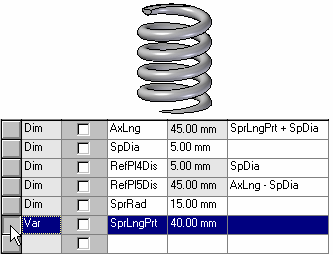 Dim AxLng 45.00 mm SprLngPrt + SpDia
Dim SpDia 5.00 mm
Dim RefPl4Dis 5.00 mm SpDia
Dim RefPl5Dis 45.00 mm AxLng - SpDia
Dim SprRad 15.00 mm
Var SprLngPrt 40.00 mm